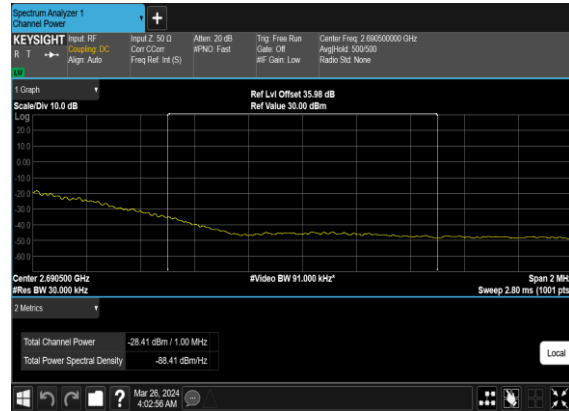 Spectrum Analyzer 1
Channel Power
KEYSIGHT
R T
Input: RF
Coupling: DC
Align: Auto
Input Z: 50 Ω
Corr CCorr
Freq Ref: Int (S)
Atten: 20 dB
#PNO: Fast
Trig: Free Run
Gate: Off
#IF Gain: Low
Center Freq: 2.690500000 GHz
Avg|Hold: 500/500
Radio Std: None
1 Graph
Scale/Div 10.0 dB
Ref Lvl Offset 35.98 dB
Ref Value 30.00 dBm
Log
20.0
10.0
0.00
-10.0
-20.0
-30.0
-40.0
-50.0
-60.0
Center 2.690500 GHz
#Res BW 30.000 kHz
#Video BW 91.000 kHz*
Span 2 MHz
Sweep 2.80 ms (1001 pts
2 Metrics
Total Channel Power -28.41 dBm / 1.00 MHz
Total Power Spectral Density -88.41 dBm/Hz
Local
?
Mar 26, 2024
4:02:56 AM